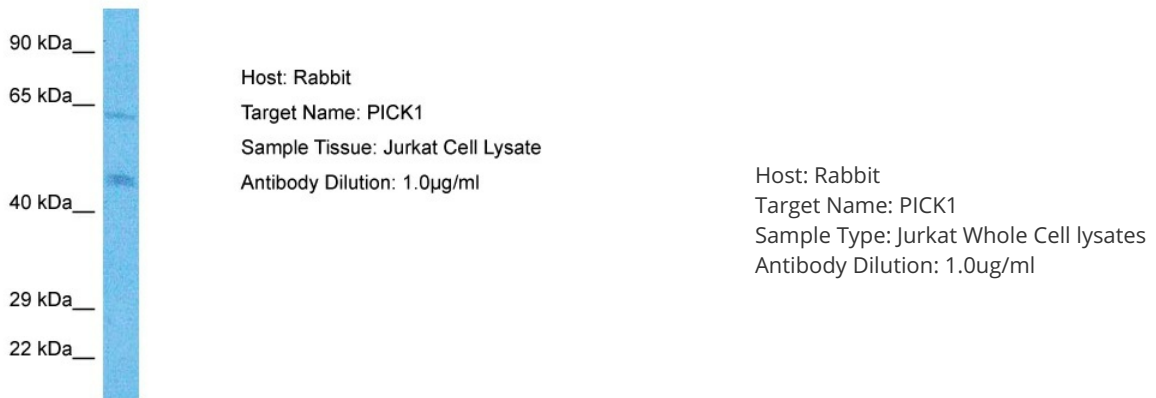 90 kDa__
65 kDa__
40 kDa__
29 kDa__
22 kDa__
Host: Rabbit
Target Name: PICK1
Sample Tissue: Jurkat Cell Lysate
Antibody Dilution: 1.0µg/ml
Host: Rabbit
Target Name: PICK1
Sample Type: Jurkat Whole Cell lysates
Antibody Dilution: 1.0ug/ml